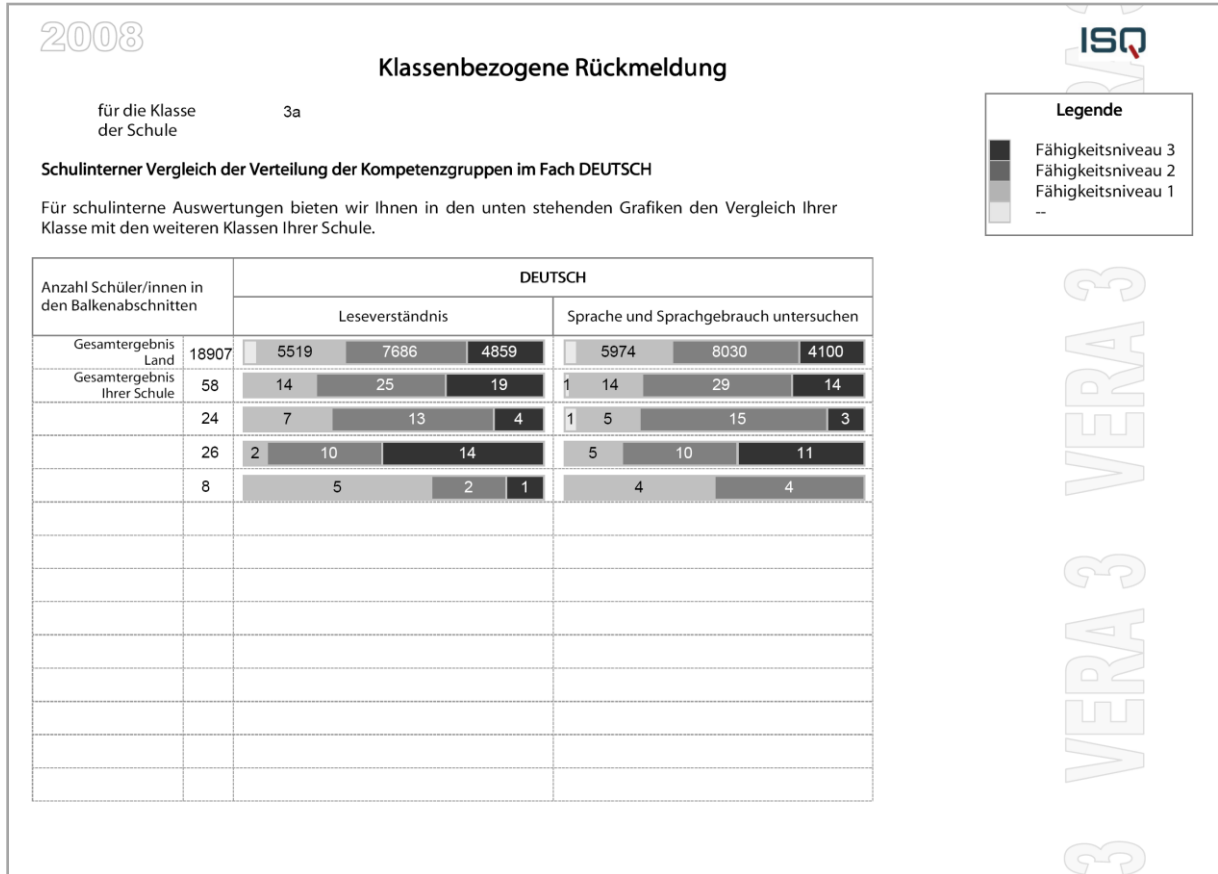 2008
ISQ
Klassenbezogene Rückmeldung
für die Klasse 3a
der Schule
Legende
Fähigkeitsniveau 3
Fähigkeitsniveau 2
Fähigkeitsniveau 1
--
Schulinterner Vergleich der Verteilung der Kompetenzgruppen im Fach DEUTSCH
Für schulinterne Auswertungen bieten wir Ihnen in den unten stehenden Grafiken den Vergleich Ihrer
Klasse mit den weiteren Klassen Ihrer Schule.
Anzahl Schüler/innen in
den Balkenabschnitten
DEUTSCH
Leseverständnis Sprache und Sprachgebrauch untersuchen
Gesamtergebnis
Land 18907 5519 7686 4859 5974 8030 4100
Gesamtergebnis
Ihrer Schule 58 14 25 19 1 14 29 14
24 7 13 4 1 5 15 3
26 2 10 14 5 10 11
8 5 2 1 4 4
VERA 3
VERA 3
3